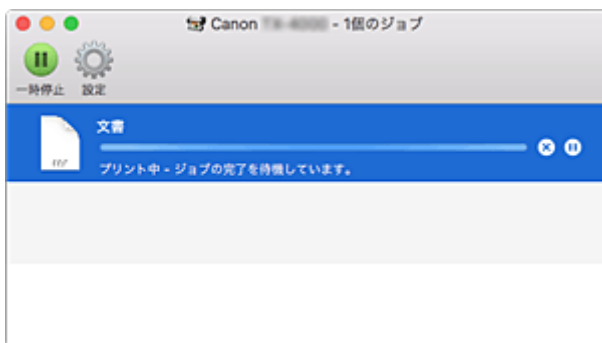 Canon - 1個のジョブ
一時停止 設定
文書
プリント中 - ジョブの完了を待機しています。